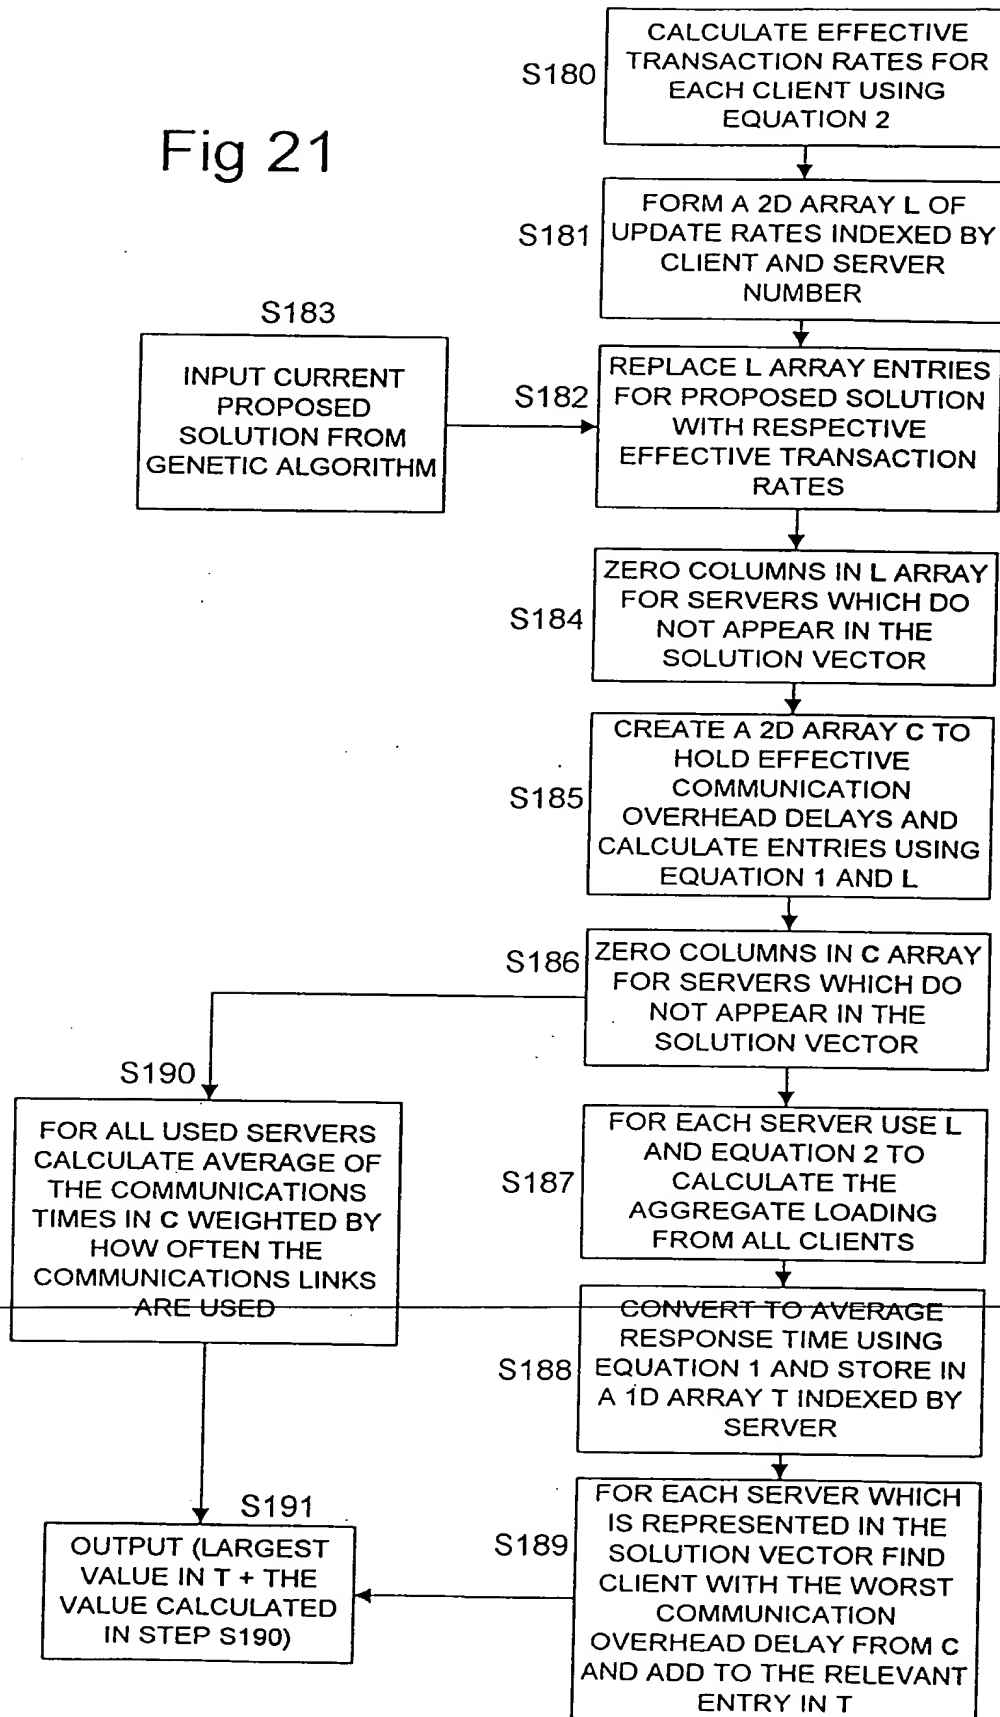 Fig 21
S180
CALCULATE EFFECTIVE
TRANSACTION RATES FOR
EACH CLIENT USING
EQUATION 2
S181
FORM A 2D ARRAY L OF
UPDATE RATES INDEXED BY
CLIENT AND SERVER
NUMBER
S183
INPUT CURRENT
PROPOSED
SOLUTION FROM
GENETIC ALGORITHM
S182
REPLACE L ARRAY ENTRIES
FOR PROPOSED SOLUTION
WITH RESPECTIVE
EFFECTIVE TRANSACTION
RATES
S184
ZERO COLUMNS IN L ARRAY
FOR SERVERS WHICH DO
NOT APPEAR IN THE
SOLUTION VECTOR
S185
CREATE A 2D ARRAY C TO
HOLD EFFECTIVE
COMMUNICATION
OVERHEAD DELAYS AND
CALCULATE ENTRIES USING
EQUATION 1 AND L
S186
ZERO COLUMNS IN C ARRAY
FOR SERVERS WHICH DO
NOT APPEAR IN THE
SOLUTION VECTOR
S190
FOR ALL USED SERVERS
CALCULATE AVERAGE OF
THE COMMUNICATIONS
TIMES IN C WEIGHTED BY
HOW OFTEN THE
COMMUNICATIONS LINKS
ARE USED
S187
FOR EACH SERVER USE L
AND EQUATION 2 TO
CALCULATE THE
AGGREGATE LOADING
FROM ALL CLIENTS
S188
CONVERT TO AVERAGE
RESPONSE TIME USING
EQUATION 1 AND STORE IN
A 1D ARRAY T INDEXED BY
SERVER
S189
FOR EACH SERVER WHICH
IS REPRESENTED IN THE
SOLUTION VECTOR FIND
CLIENT WITH THE WORST
COMMUNICATION
OVERHEAD DELAY FROM C
AND ADD TO THE RELEVANT
ENTRY IN T
S191
OUTPUT (LARGEST
VALUE IN T + THE
VALUE CALCULATED
IN STEP S190)